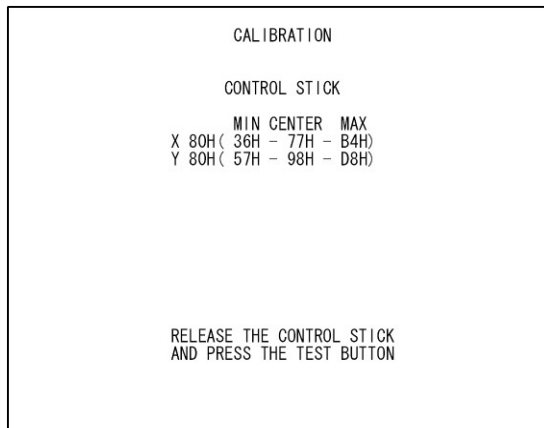 CALIBRATION
CONTROL STICK
MIN CENTER MAX
X 80H( 36H - 77H - B4H)
Y 80H( 57H - 98H - D8H)
RELEASE THE CONTROL STICK
AND PRESS THE TEST BUTTON